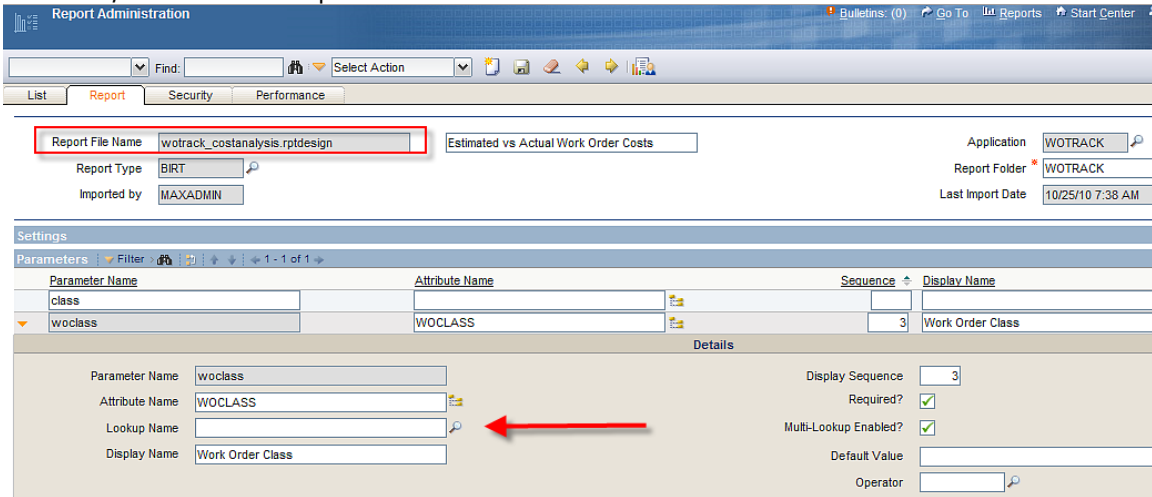 Report Administration Bulletins: (0) Go To Reports Start Center
Find: Select Action
List Report Security Performance
Report File Name wotrack_costanalysis.rptdesign Estimated vs Actual Work Order Costs Application WOTRACK
Report Type BIRT Report Folder * WOTRACK
Imported by MAXADMIN Last Import Date 10/25/10 7:38 AM
Settings
Parameters Filter 1 - 1 of 1
Parameter Name Attribute Name Sequence Display Name
class
woclass WOCLASS 3 Work Order Class
Details
Parameter Name woclass Display Sequence 3
Attribute Name WOCLASS Required?
Lookup Name Multi-Lookup Enabled?
Display Name Work Order Class Default Value
Operator